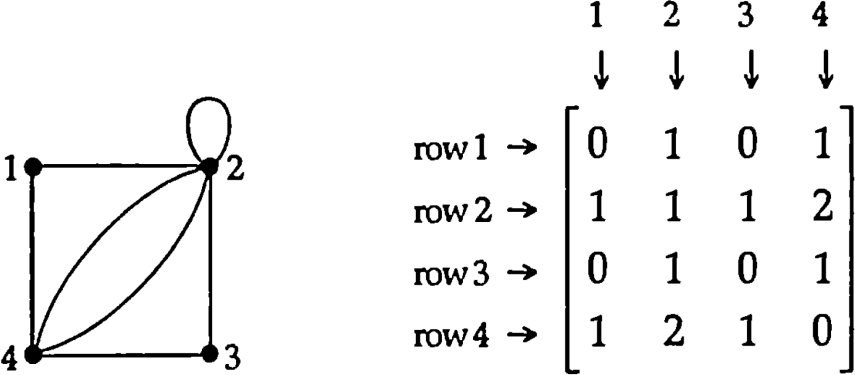 1 2 3 4
↓ ↓ ↓ ↓
1 2
4 3
row 1 → 0 1 0 1
row 2 → 1 1 1 2
row 3 → 0 1 0 1
row 4 → 1 2 1 0